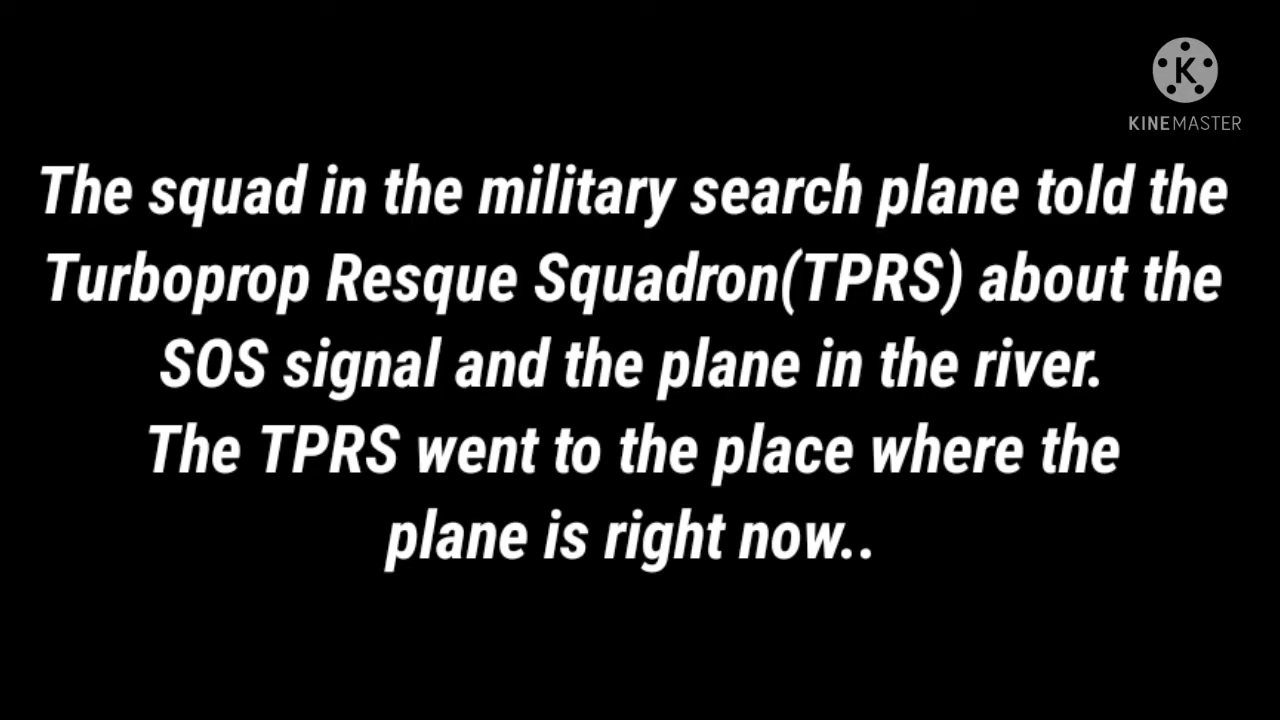 K
KINEMASTER
The squad in the military search plane told the
Turboprop Resque Squadron(TPRS) about the
SOS signal and the plane in the river.
The TPRS went to the place where the
plane is right now..